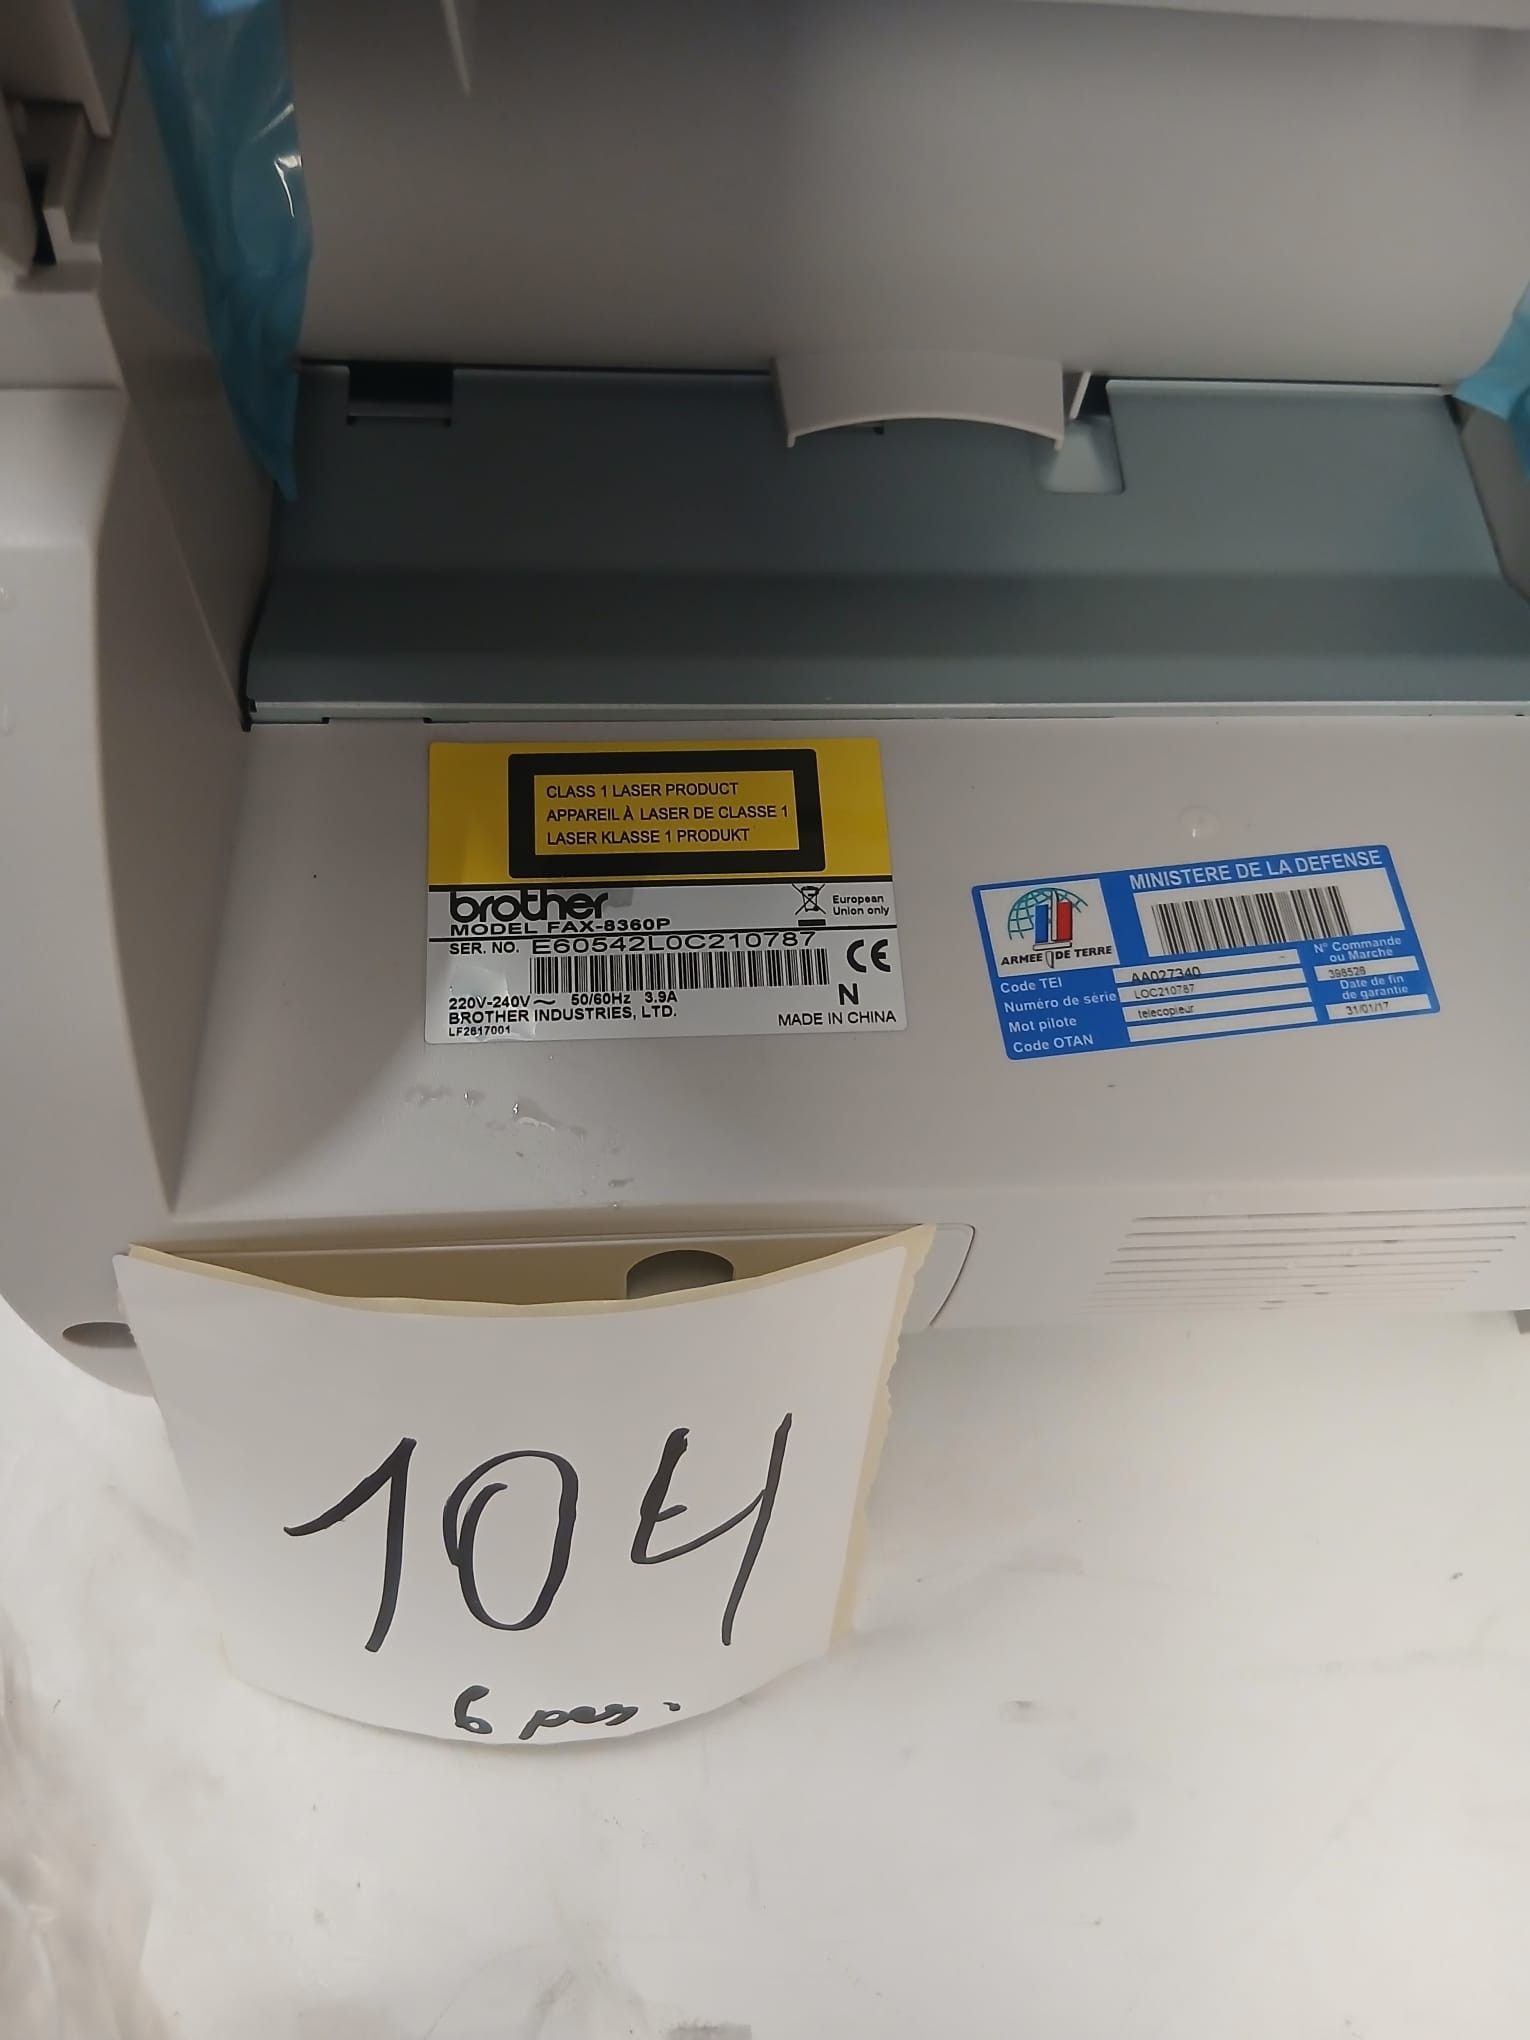 CLASS 1 LASER PRODUCT
APPAREIL À LASER DE CLASSE 1
LASER KLASSE 1 PRODUKT
brother
MODEL FAX-8360P
European
Union only
SER. NO. E60542L0C210787
220V-240V～ 50/60Hz 3.9A
BROTHER INDUSTRIES, LTD.
LF2617001
CE
N
MADE IN CHINA
MINISTERE DE LA DEFENSE
ARMEE DE TERRE
Code TEI AA027340
Numéro de série LOC210787
Mot pilote telecopieur
Code OTAN
N° Commande
ou Marché
398528
Date de fin
de garantie
31/01/17
104
6 pcs.